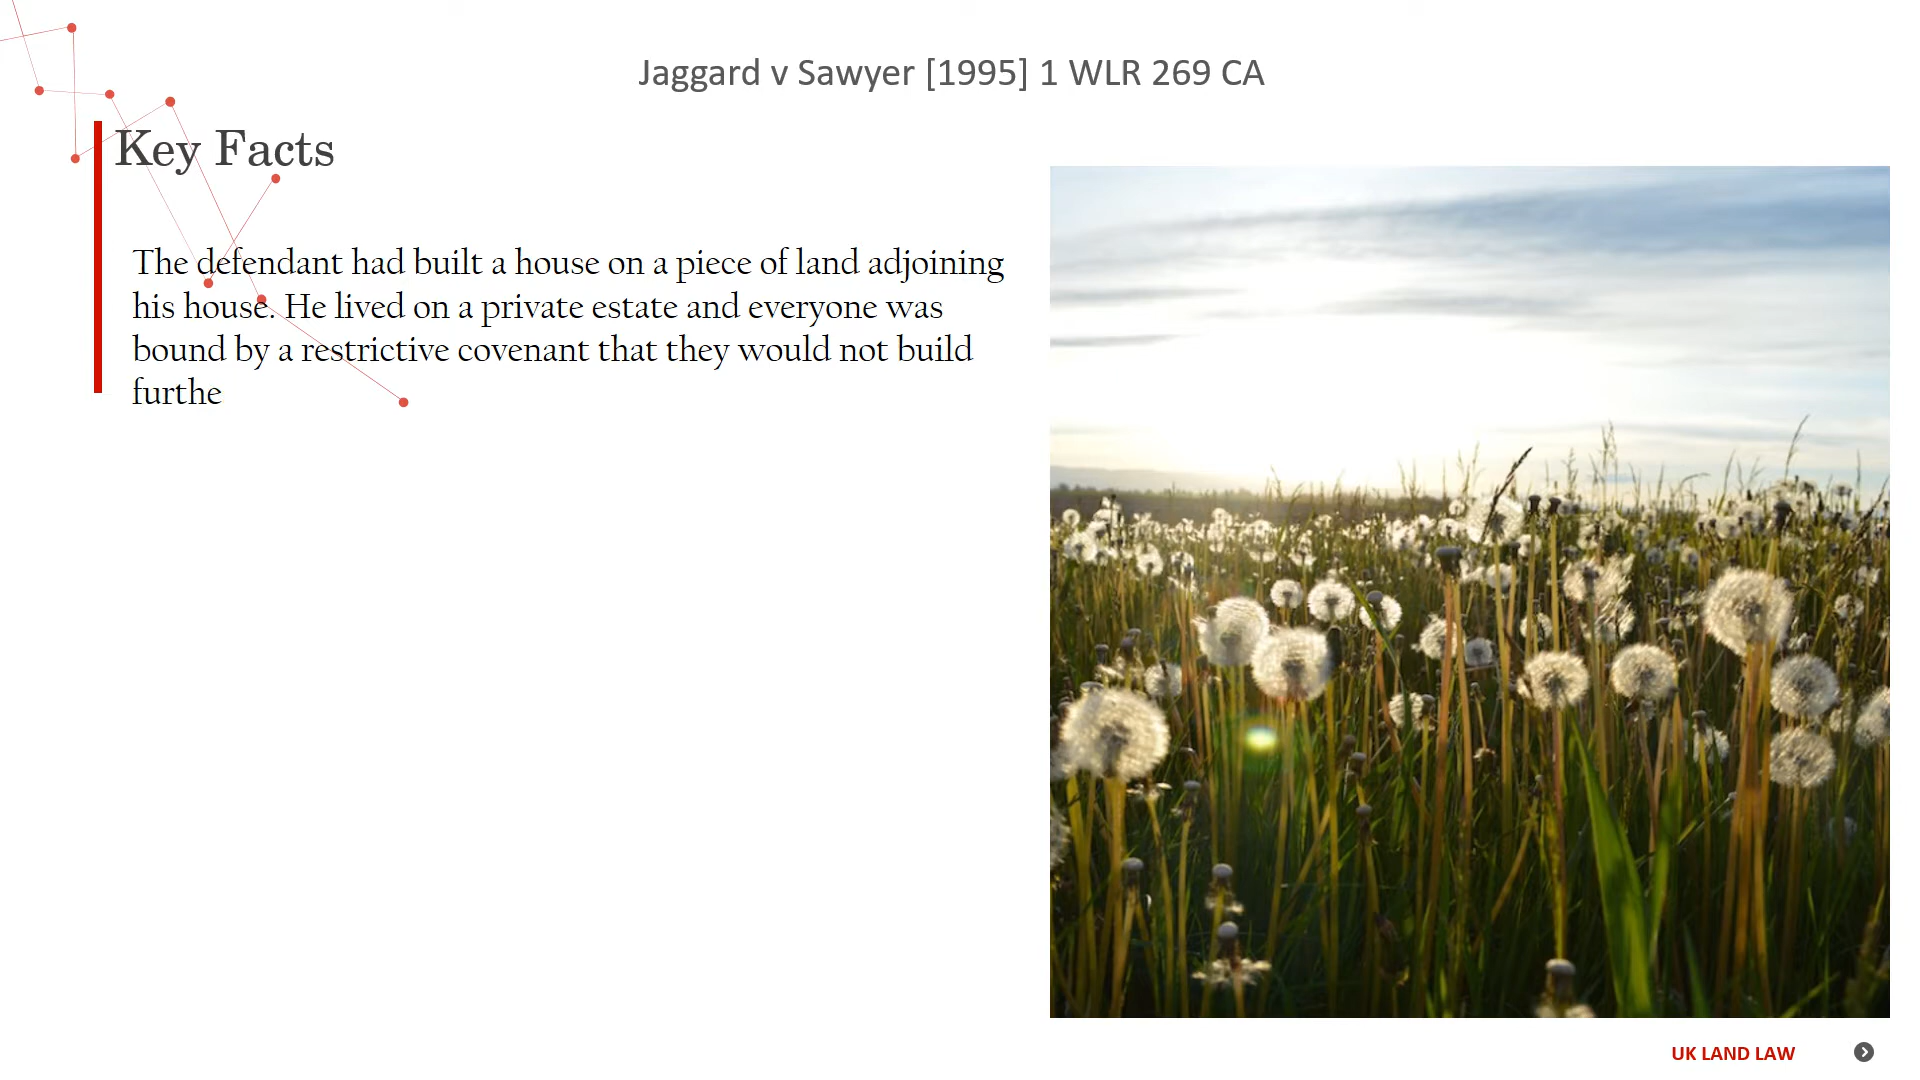 Jaggard v Sawyer [1995] 1 WLR 269 CA
Key Facts
The defendant had built a house on a piece of land adjoining
his house. He lived on a private estate and everyone was
bound by a restrictive covenant that they would not build
furthe
UK LAND LAW